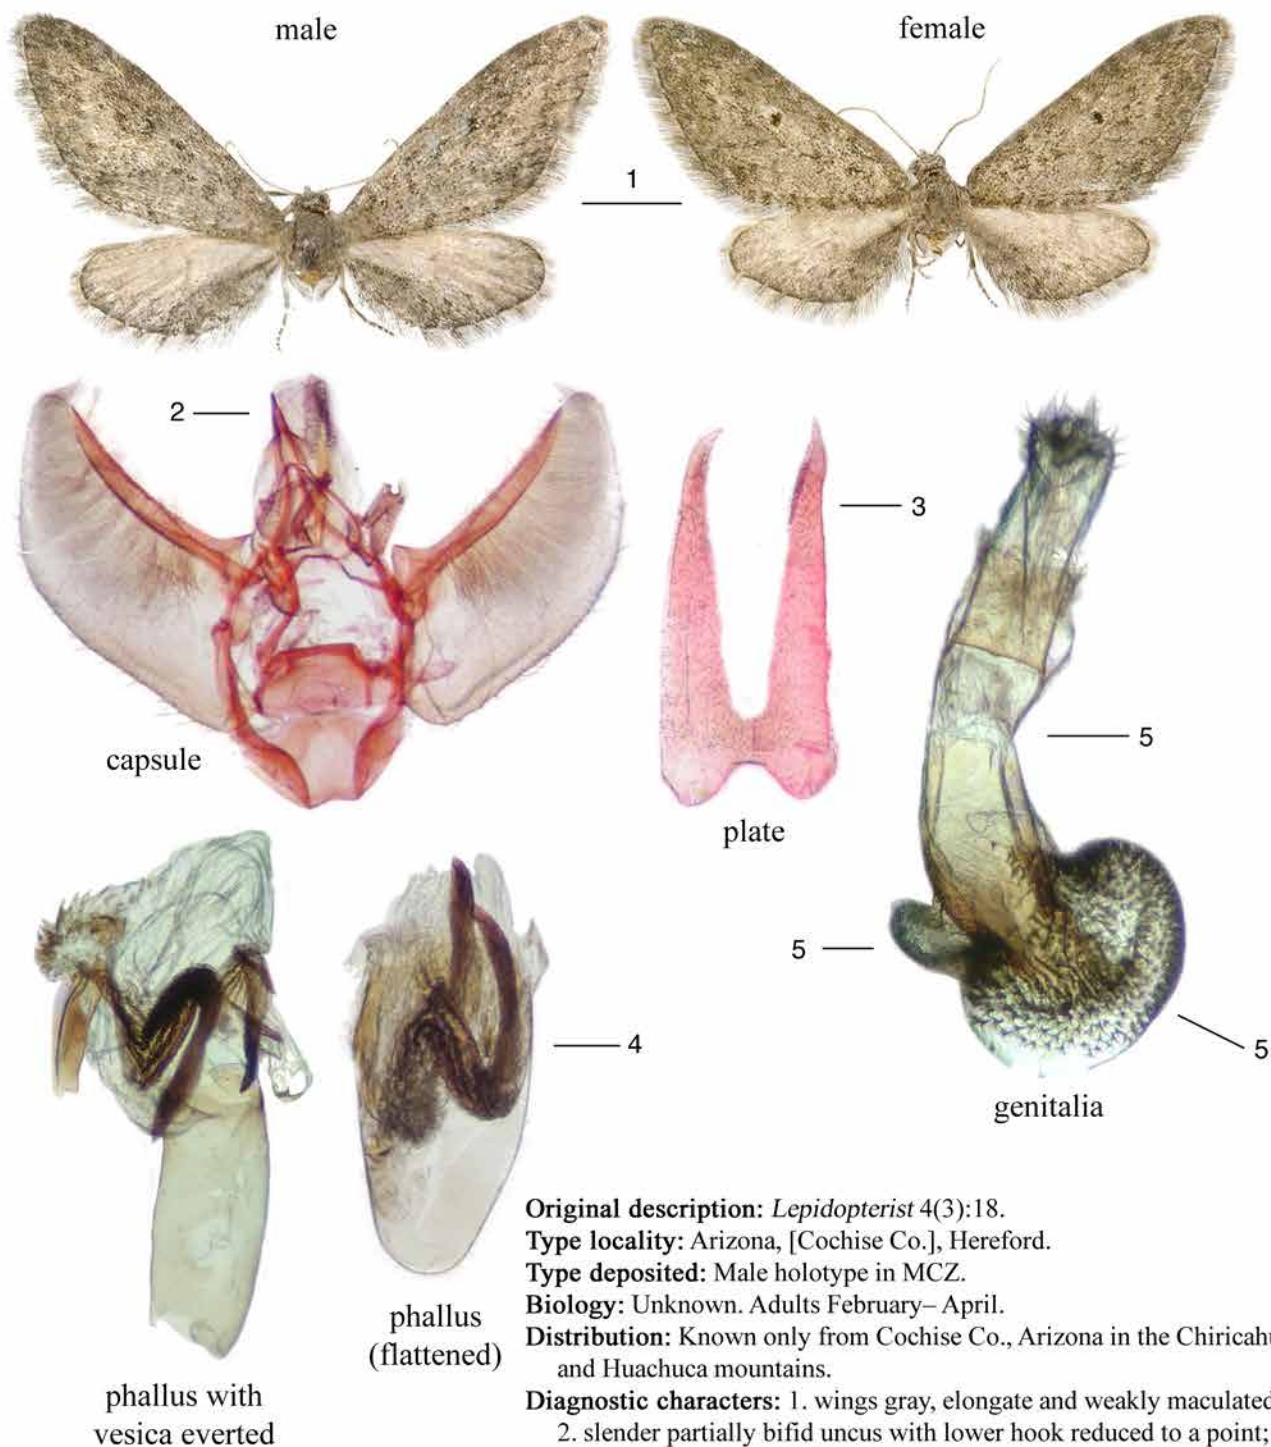 male
female
1
2
3
capsule
plate
5
5
4
5
genitalia
phallus
(flattened)
phallus with
vesica everted
Original description: Lepidopterist 4(3):18.
Type locality: Arizona, [Cochise Co.], Hereford.
Type deposited: Male holotype in MCZ.
Biology: Unknown. Adults February– April.
Distribution: Known only from Cochise Co., Arizona in the Chiricahu
and Huachuca mountains.
Diagnostic characters: 1. wings gray, elongate and weakly maculated
2. slender partially bifid uncus with lower hook reduced to a point;